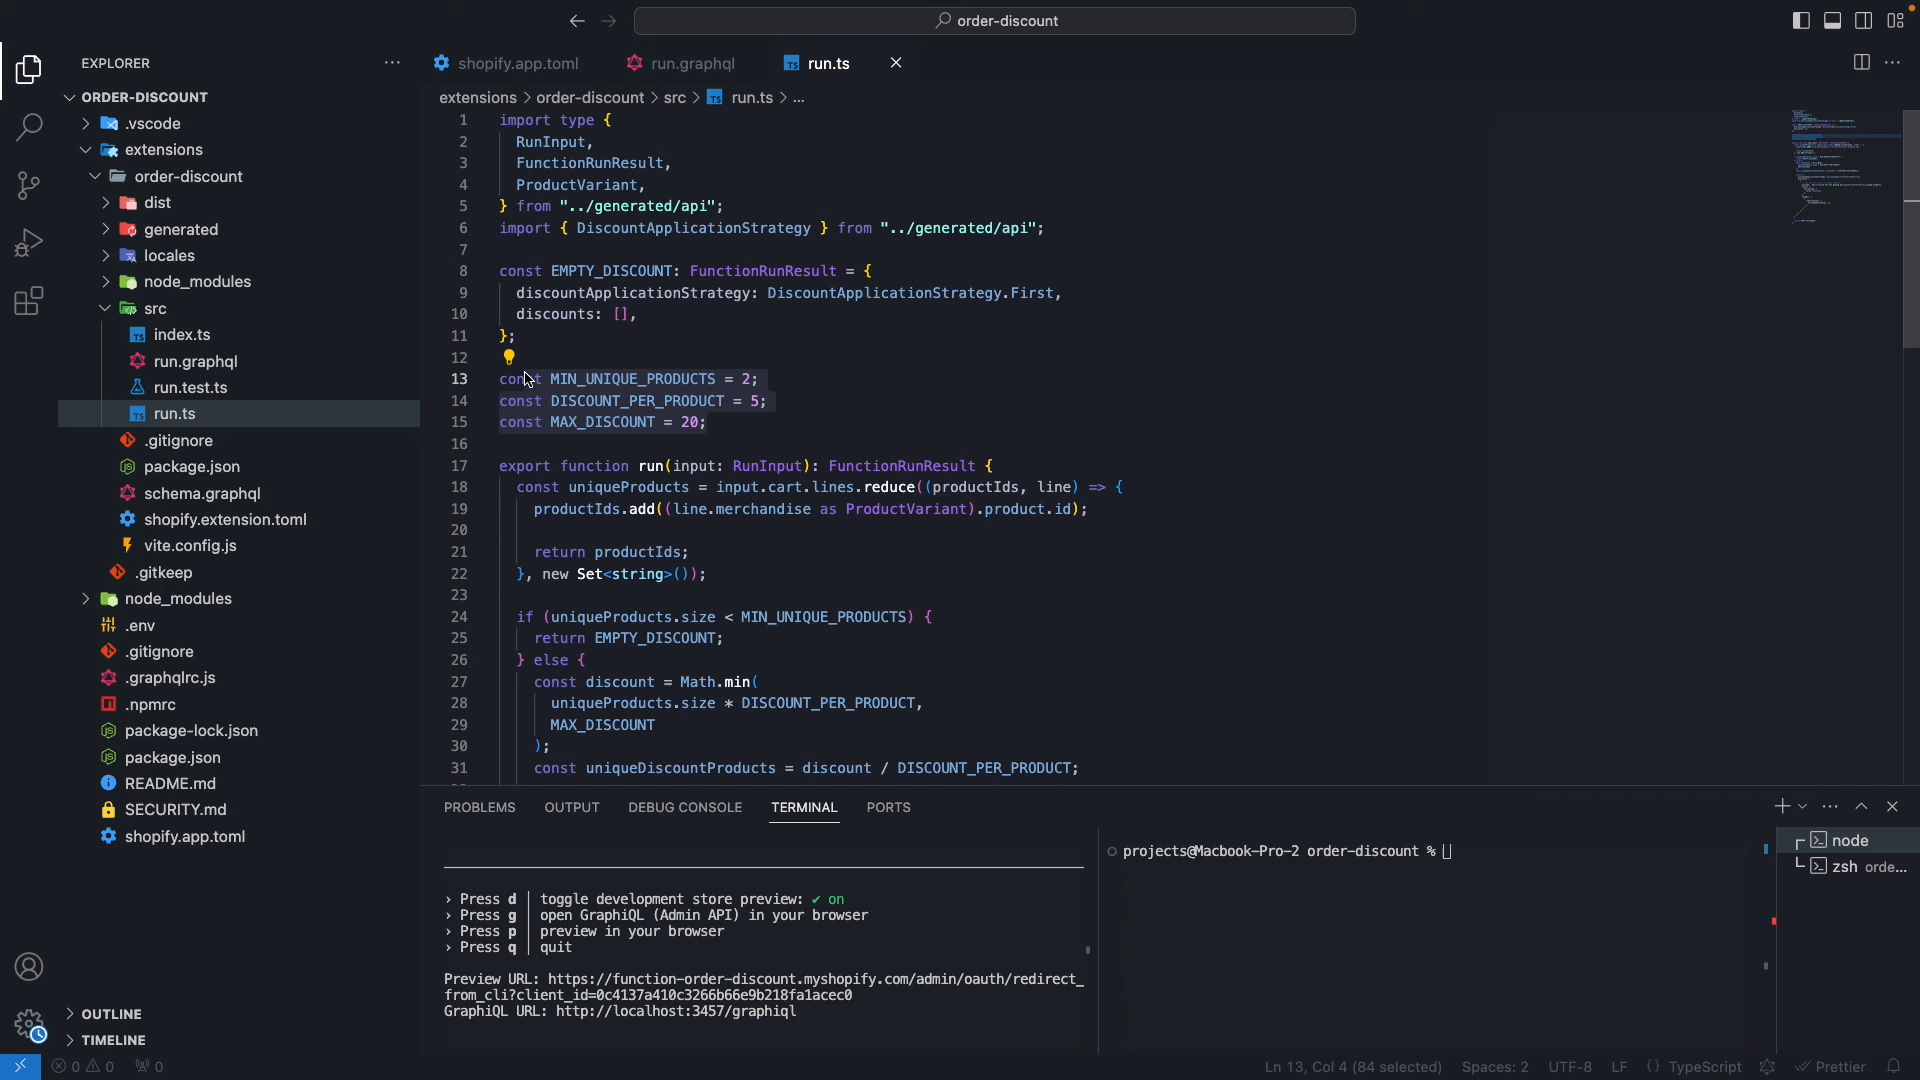 order-discount
EXPLORER
shopify.app.toml
run.graphql
TS run.ts
ORDER-DISCOUNT
.vscode
extensions
order-discount
dist
generated
locales
node_modules
src
TS index.ts
run.graphql
run.test.ts
TS run.ts
.gitignore
package.json
schema.graphql
shopify.extension.toml
vite.config.js
.gitkeep
node_modules
.env
.gitignore
.graphqlrc.js
.npmrc
package-lock.json
package.json
README.md
SECURITY.md
shopify.app.toml
OUTLINE
TIMELINE
extensions > order-discount > src > TS run.ts > ...
1 import type {
2 RunInput,
3 FunctionRunResult,
4 ProductVariant,
5 } from "../generated/api";
6 import { DiscountApplicationStrategy } from "../generated/api";
7
8 const EMPTY_DISCOUNT: FunctionRunResult = {
9 discountApplicationStrategy: DiscountApplicationStrategy.First,
10 discounts: [],
11 };
12
13 const MIN_UNIQUE_PRODUCTS = 2;
14 const DISCOUNT_PER_PRODUCT = 5;
15 const MAX_DISCOUNT = 20;
16
17 export function run(input: RunInput): FunctionRunResult {
18 const uniqueProducts = input.cart.lines.reduce((productIds, line) => {
19 productIds.add((line.merchandise as ProductVariant).product.id);
20
21 return productIds;
22 }, new Set<string>());
23
24 if (uniqueProducts.size < MIN_UNIQUE_PRODUCTS) {
25 return EMPTY_DISCOUNT;
26 } else {
27 const discount = Math.min(
28 uniqueProducts.size * DISCOUNT_PER_PRODUCT,
29 MAX_DISCOUNT
30 );
31 const uniqueDiscountProducts = discount / DISCOUNT_PER_PRODUCT;
PROBLEMS OUTPUT DEBUG CONSOLE TERMINAL PORTS
› Press d | toggle development store preview: ✔ on
› Press g | open GraphiQL (Admin API) in your browser
› Press p | preview in your browser
› Press q | quit
Preview URL: https://function-order-discount.myshopify.com/admin/oauth/redirect_
from_cli?client_id=0c4137a410c3266b66e9b218fa1acec0
GraphiQL URL: http://localhost:3457/graphiql
projects@Macbook-Pro-2 order-discount %
node
zsh orde...
0 0 0
Ln 13, Col 4 (84 selected) Spaces: 2 UTF-8 LF {} TypeScript Prettier